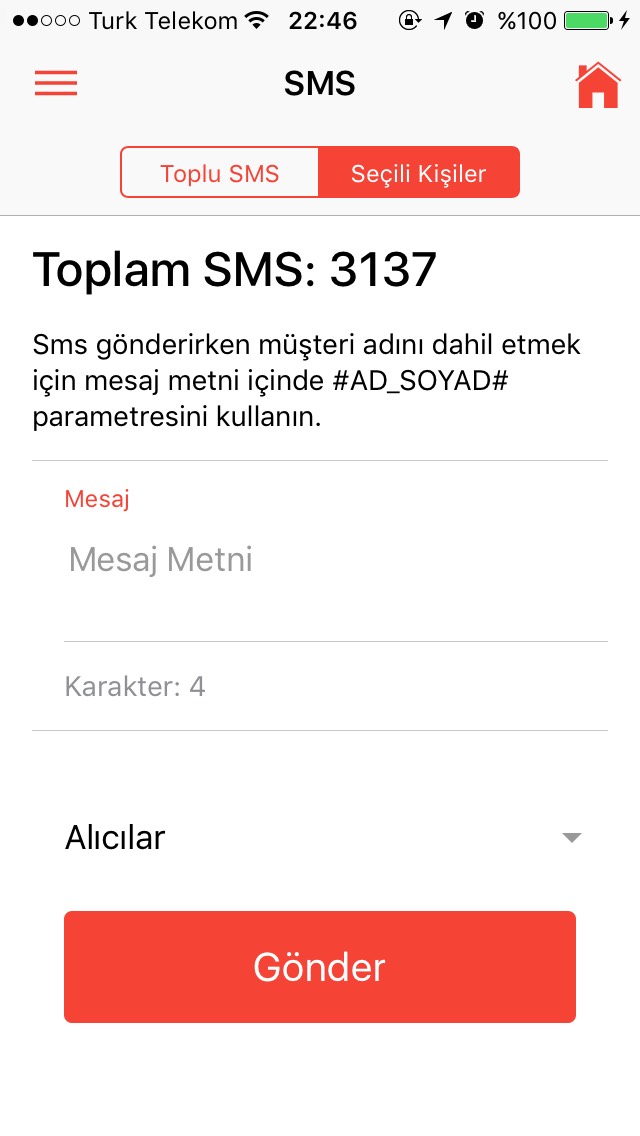 Turk Telekom 22:46 %100
SMS
Toplu SMS Seçili Kişiler
Toplam SMS: 3137
Sms gönderirken müşteri adını dahil etmek
için mesaj metni içinde #AD_SOYAD#
parametresini kullanın.
Mesaj
Mesaj Metni
Karakter: 4
Alıcılar
Gönder